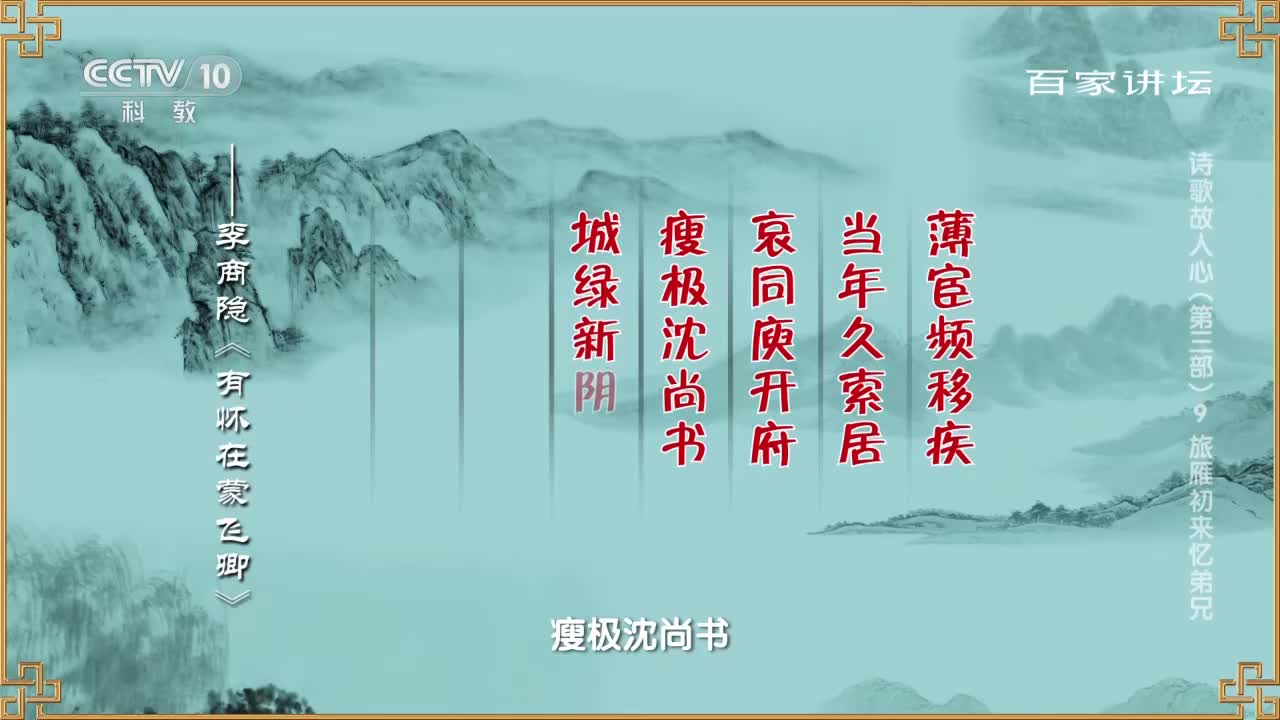 CCTV 10
科教
百家讲坛
诗歌故人心(第三部)9 旅雁初来忆弟兄
薄宦频移疾
当年久索居
哀同庾开府
瘦极沈尚书
城绿新阴
——李商隐《有怀在蒙飞卿》
瘦极沈尚书